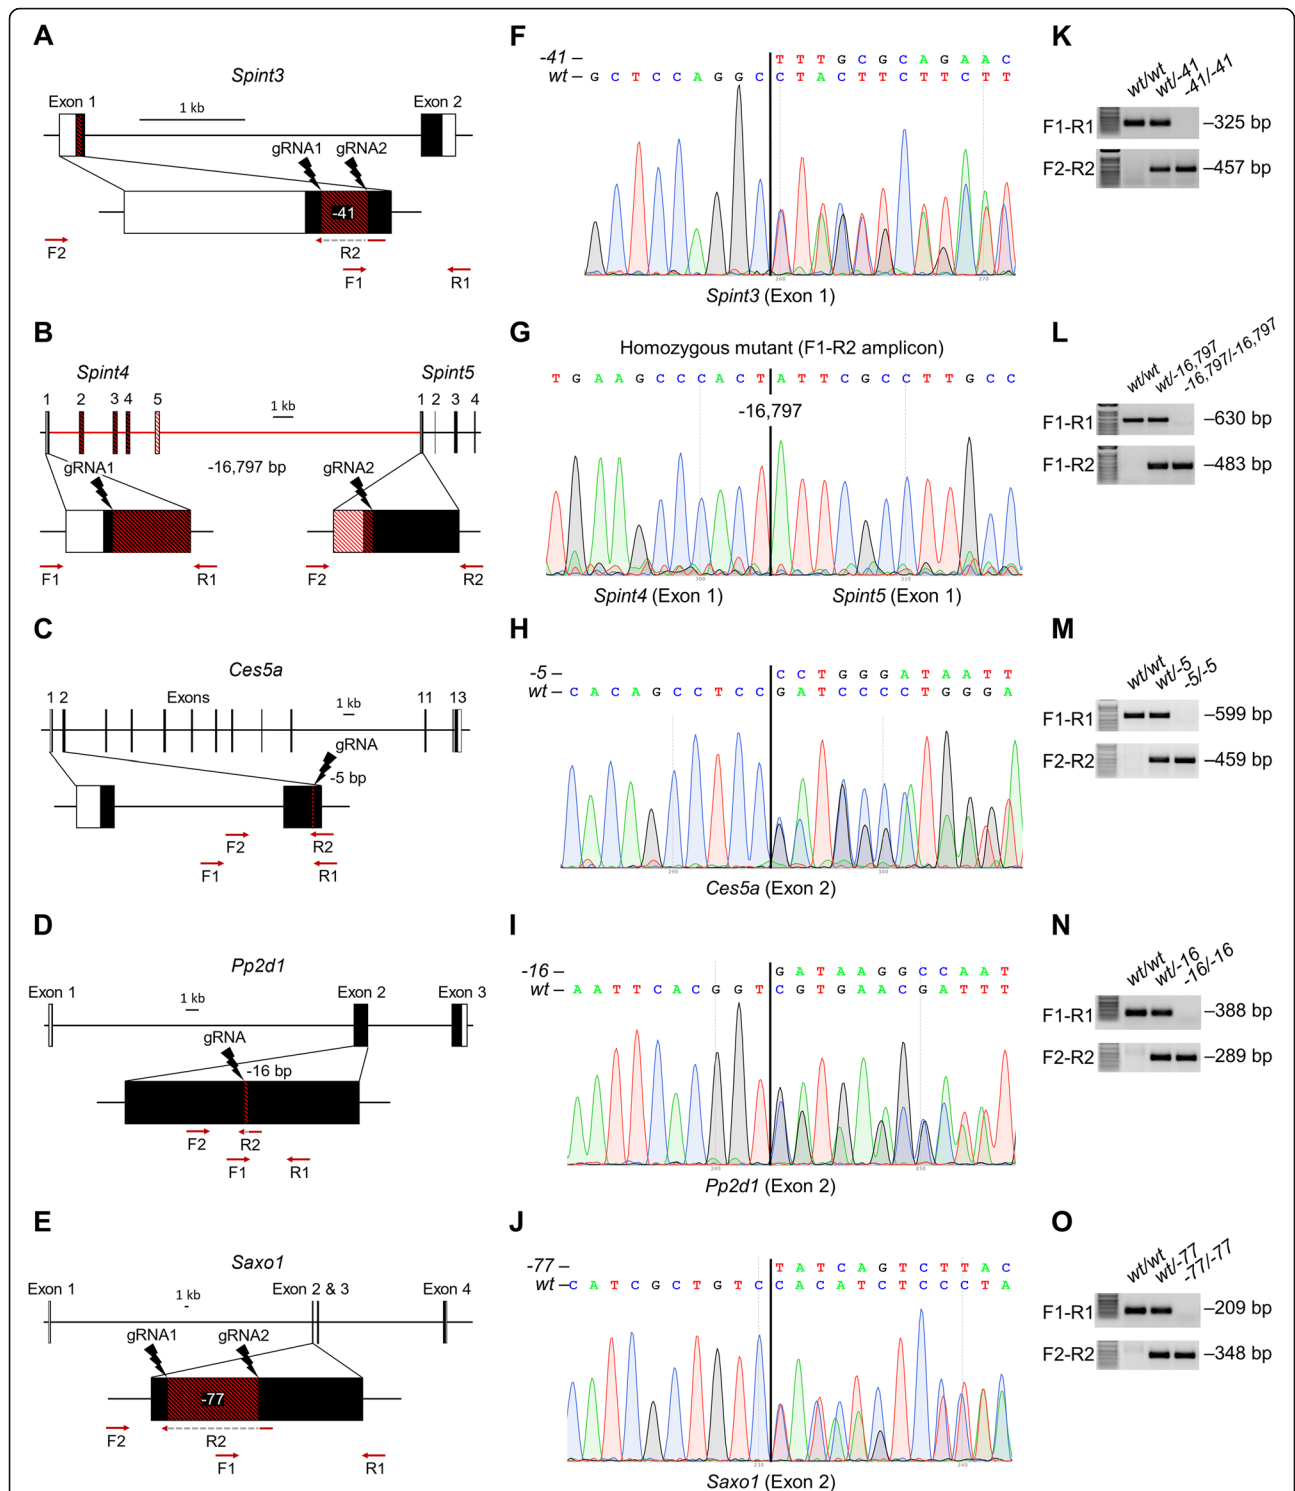 A
Spint3
Exon 1
1 kb
Exon 2
gRNA1 gRNA2
-41
F2
R2
F1
R1
B
Spint4
Spint5
1 2 3 4 5
1 kb
1 2 3 4
gRNA1
-16,797 bp
gRNA2
F1
R1
F2
R2
C
Ces5a
1 2
Exons
1 kb
11 13
gRNA
-5 bp
F2
R2
F1
R1
D
Pp2d1
Exon 1
1 kb
Exon 2
Exon 3
gRNA
-16 bp
F2
R2
F1
R1
E
Saxo1
Exon 1
1 kb
Exon 2 & 3
Exon 4
gRNA1
gRNA2
-77
F2
R2
F1
R1
F
-41 – T T T G C G C A G A A C
wt – G C T C C A G G C C T A C T T C T T C T T
260 270
Spint3 (Exon 1)
G
Homozygous mutant (F1-R2 amplicon)
T G A A G C C C A C T A T T C G C C T T G C C
-16,797
300 310
Spint4 (Exon 1)
Spint5 (Exon 1)
H
-5 – C C T G G G A T A A T T
wt – C A C A G C C T C C G A T C C C C T G G G A
290 300
Ces5a (Exon 2)
I
-16 – G A T A A G G C C A A T
wt – A A T T C A C G G T C G T G A A C G A T T T
240 250
Pp2d1 (Exon 2)
J
-77 – T A T C A G T C T T A C
wt – C A T C G C T G T C C A C A T C T C C C T A
230 240
Saxo1 (Exon 2)
K
wt/wt
wt/-41
-41/-41
F1-R1 –325 bp
F2-R2 –457 bp
L
wt/wt
wt/-16,797
-16,797/-16,797
F1-R1 –630 bp
F1-R2 –483 bp
M
wt/wt
wt/-5
-5/-5
F1-R1 –599 bp
F2-R2 –459 bp
N
wt/wt
wt/-16
-16/-16
F1-R1 –388 bp
F2-R2 –289 bp
O
wt/wt
wt/-77
-77/-77
F1-R1 –209 bp
F2-R2 –348 bp